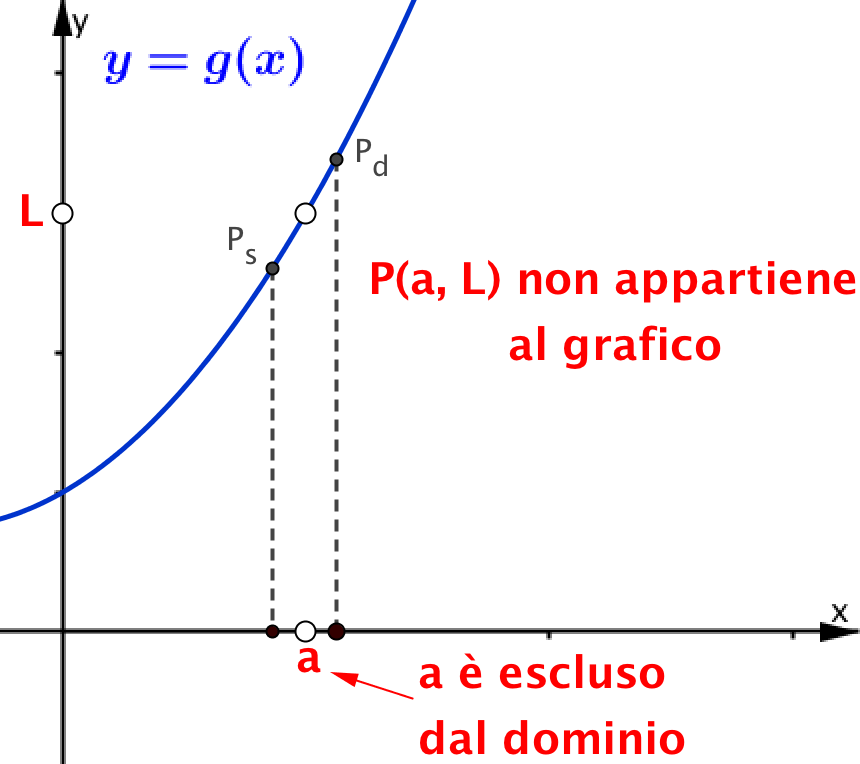 y
y = g(x)
P_d
L
P_s
P(a, L) non appartiene
al grafico
x
a
a è escluso
dal dominio